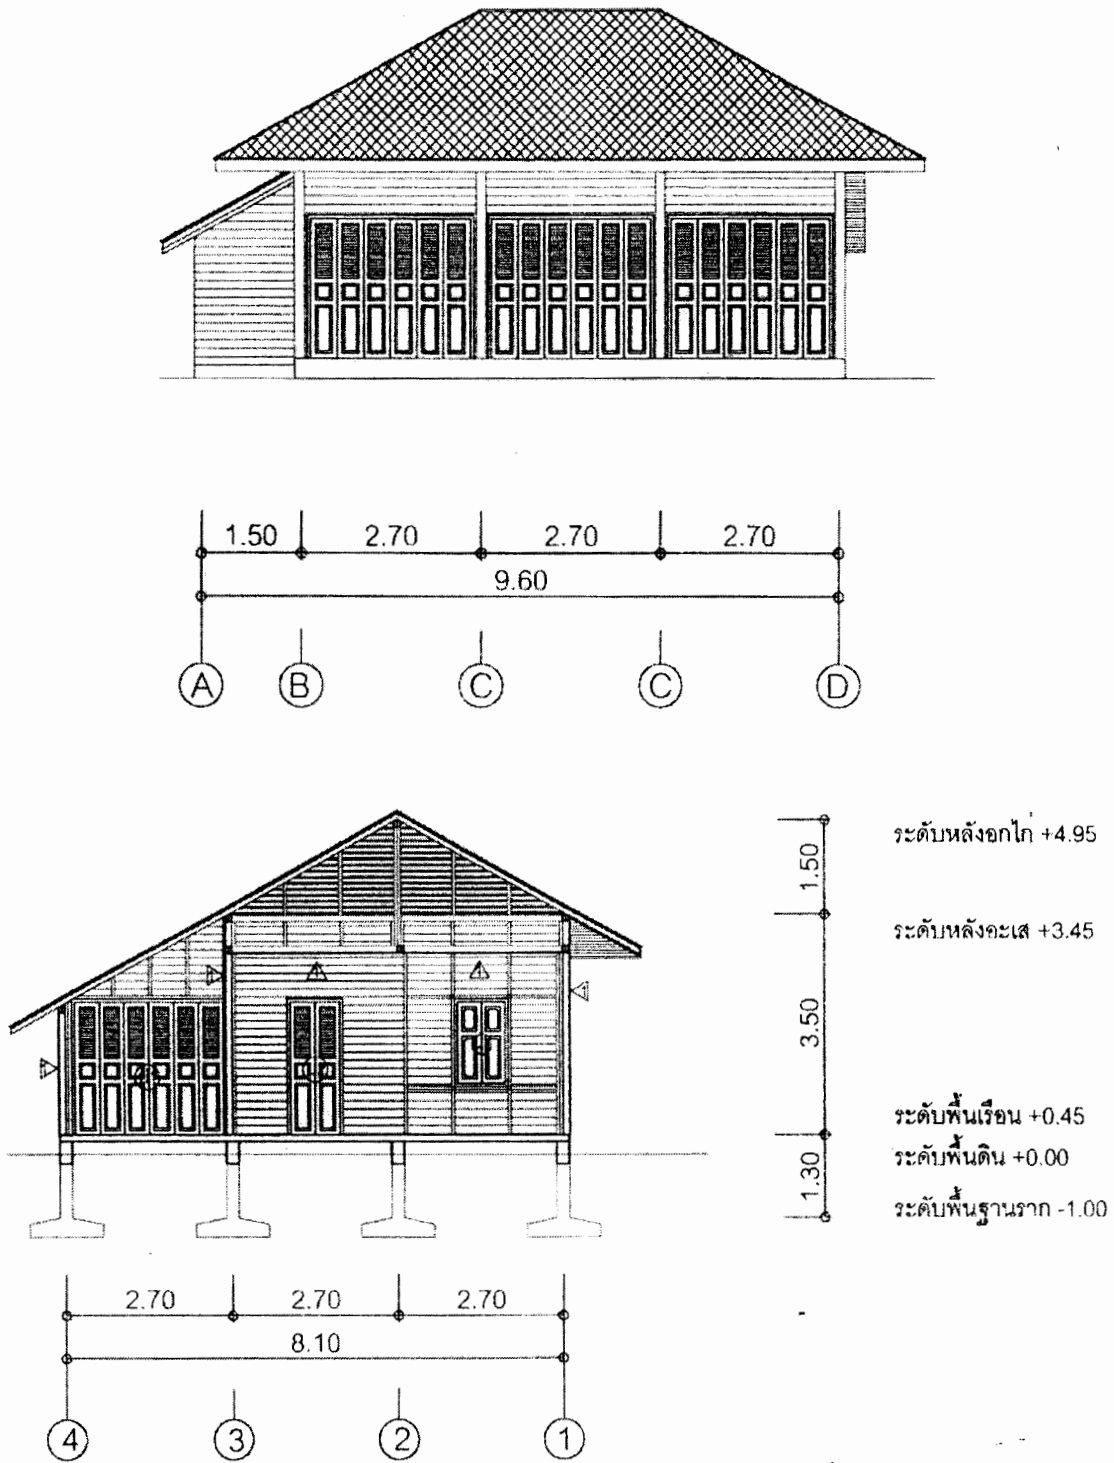 1.50 2.70 2.70 2.70
9.60
A B C C D
ระดับหลังอกไก่ +4.95
1.50
ระดับหลังอะเส +3.45
3.50
ระดับพื้นเรือน +0.45
ระดับพื้นดิน +0.00
1.30
ระดับพื้นฐานราก -1.00
2.70 2.70 2.70
8.10
4 3 2 1